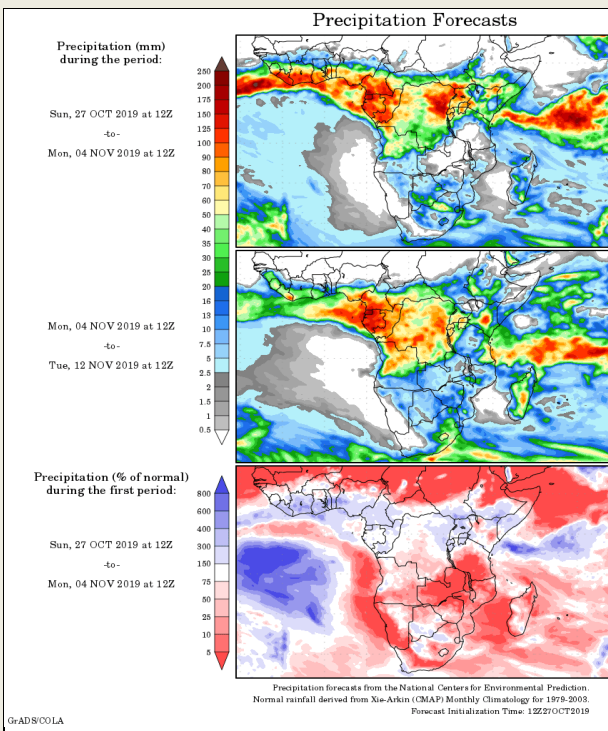 Precipitation Forecasts
Precipitation (mm)
during the period:
250
200
175
150
125
100
90
80
70
60
50
40
35
30
25
20
16
13
10
7.5
5
2.5
2
1.5
1
0.5
Sun, 27 OCT 2019 at 12Z
-to-
Mon, 04 NOV 2019 at 12Z
Mon, 04 NOV 2019 at 12Z
-to-
Tue, 12 NOV 2019 at 12Z
Precipitation (% of normal)
during the first period:
800
600
400
300
150
75
50
25
10
5
Sun, 27 OCT 2019 at 12Z
-to-
Mon, 04 NOV 2019 at 12Z
Precipitation forecasts from the National Centers for Environmental Prediction.
Normal rainfall derived from Xie-Arkin (CMAP) Monthly Climatology for 1979-2003.
Forecast Initialization Time: 12Z27OCT2019
GrADS/COLA